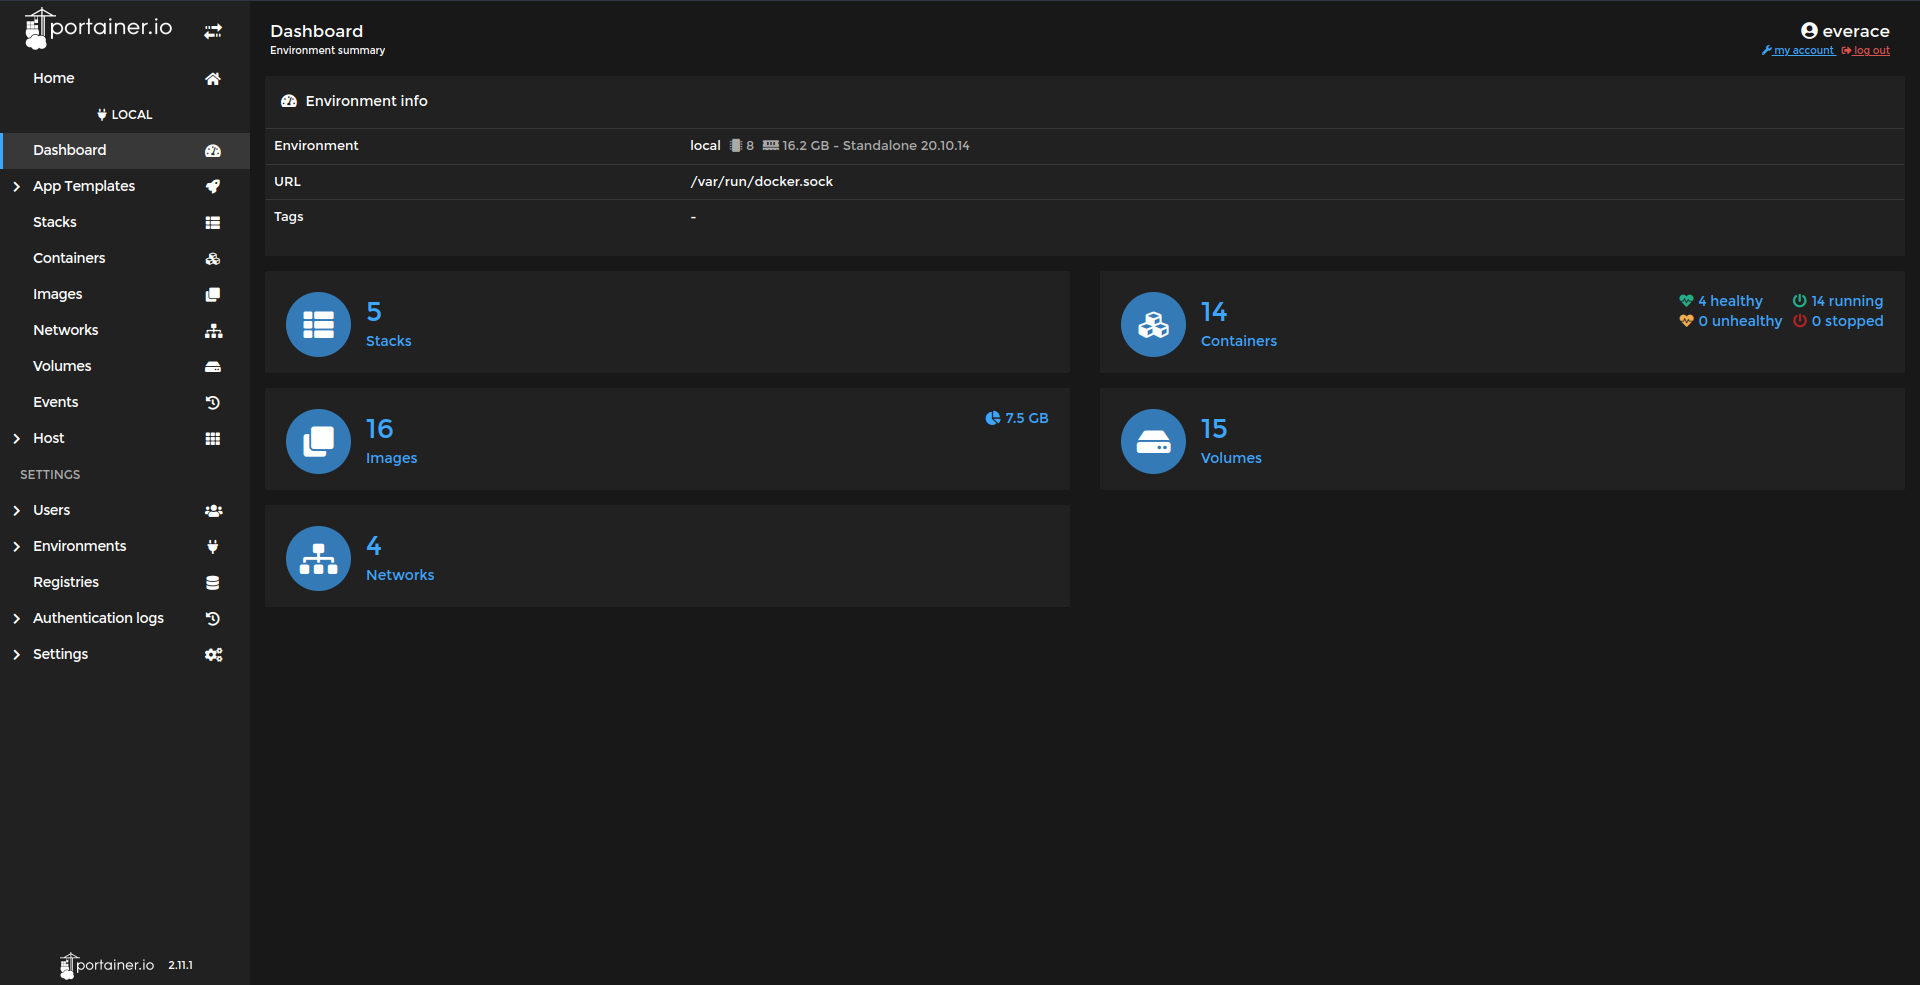 portainer.io
Home
LOCAL
Dashboard
App Templates
Stacks
Containers
Images
Networks
Volumes
Events
Host
SETTINGS
Users
Environments
Registries
Authentication logs
Settings
portainer.io 2.11.1
Dashboard
Environment summary
everace
my account log out
Environment info
Environment local 8 16.2 GB - Standalone 20.10.14
URL /var/run/docker.sock
Tags -
5
Stacks
14
Containers
4 healthy 14 running
0 unhealthy 0 stopped
16
Images
7.5 GB
15
Volumes
4
Networks